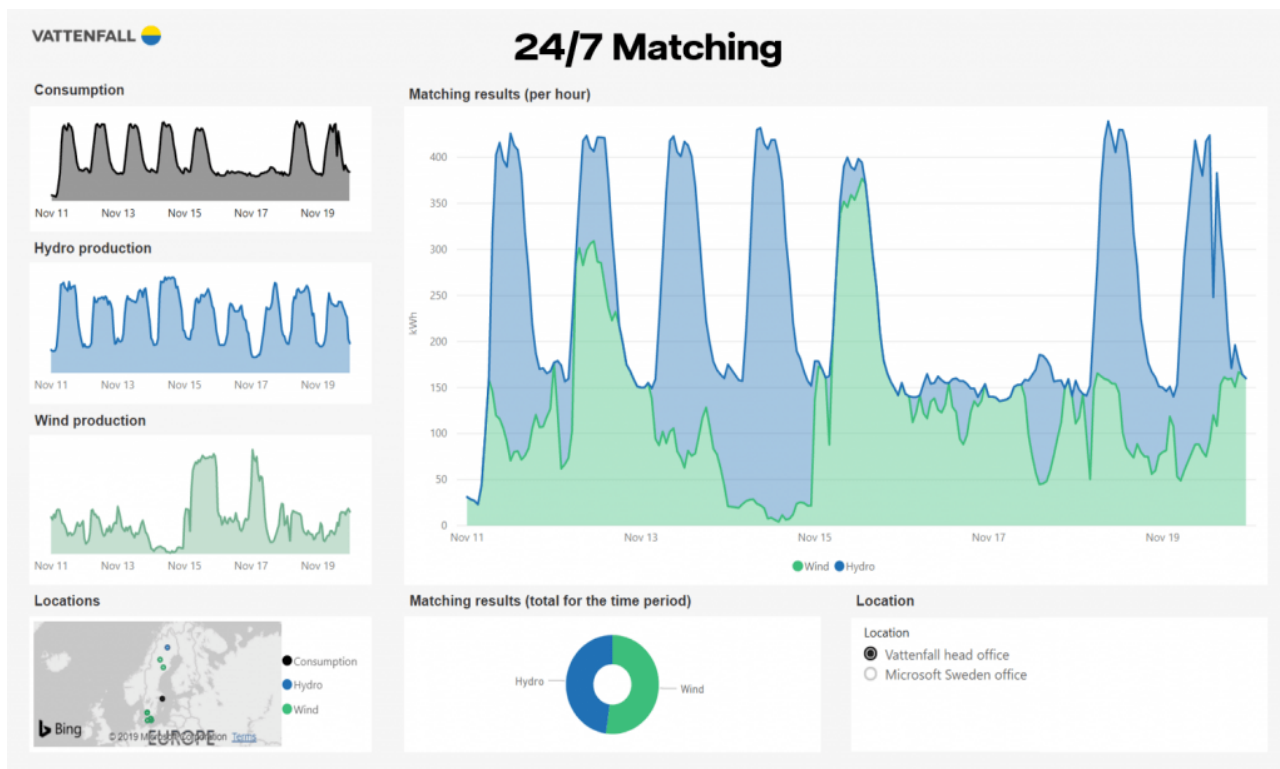 VATTENFALL
24/7 Matching
Consumption
Nov 11 Nov 13 Nov 15 Nov 17 Nov 19
Hydro production
Nov 11 Nov 13 Nov 15 Nov 17 Nov 19
Wind production
Nov 11 Nov 13 Nov 15 Nov 17 Nov 19
Matching results (per hour)
kWh
400
350
300
250
200
150
100
50
0
Nov 11 Nov 13 Nov 15 Nov 17 Nov 19
Wind Hydro
Locations
Consumption
Hydro
Wind
Bing
© 2019 Microsoft Corporation Terms
EUROPE
Matching results (total for the time period)
Hydro
Wind
Location
Location
Vattenfall head office
Microsoft Sweden office